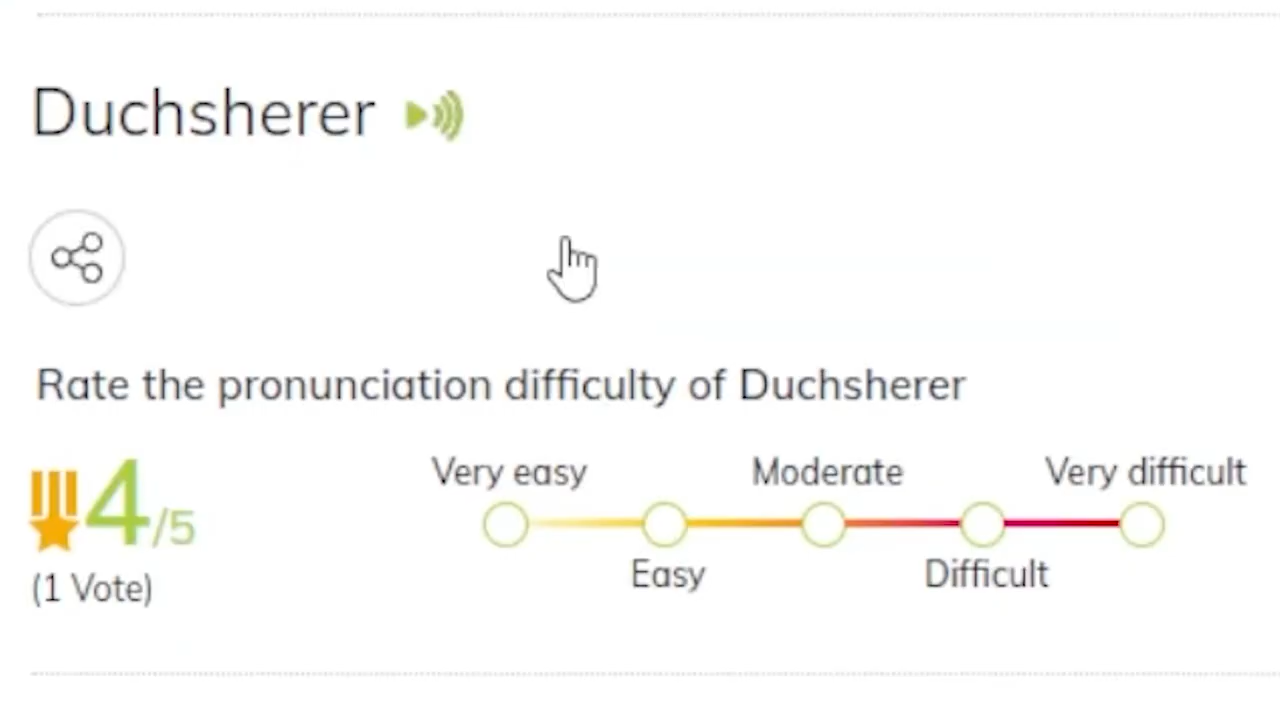 Duchsherer
Rate the pronunciation difficulty of Duchsherer
4/5
(1 Vote)
Very easy
Easy
Moderate
Difficult
Very difficult